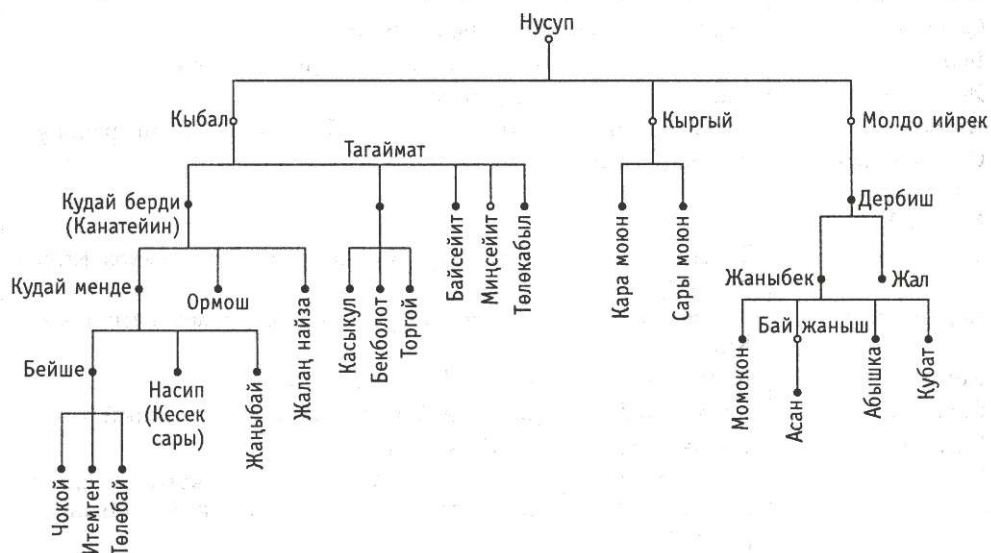 Нусуп
Кыбал
Кыргый
Молдо ийрек
Тагаймат
Кудай берди
(Канатейин)
Байсейит
Миңсейит
Төлөкабыл
Кара моюн
Сары моюн
Дербиш
Кудай менде
Ормош
Жалаң найза
Касыкул
Бекболот
Торгой
Жаныбек
Жал
Бейше
Насип
(Кесек
сары)
Жаңыбай
Момокон
Бай жаныш
Асан
Абышка
Кубат
Чокой
Итемген
Төлөбай